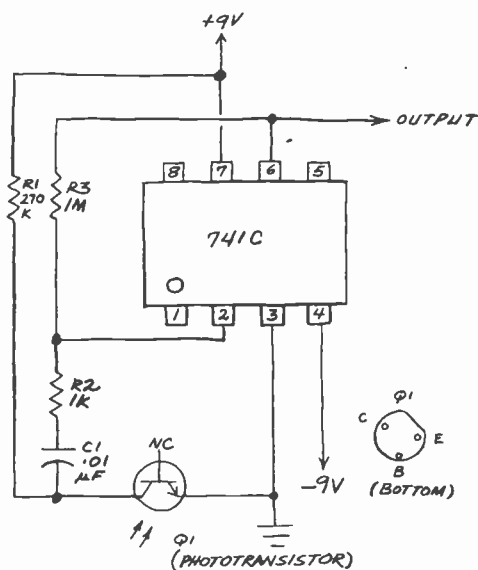 +9V
OUTPUT
R1
270
K
R3
1M
8 7 6 5
741C
1 2 3 4
R2
1K
C1
.01
µF
NC
Q1
(PHOTOTRANSISTOR)
-9V
Q1
C
E
B
(BOTTOM)